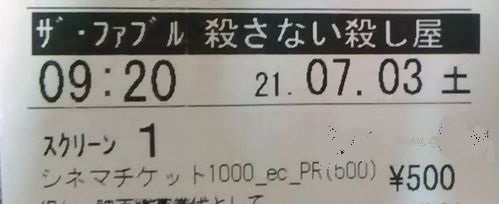 ザ・ファブル 殺さない殺し屋
09:20 21.07.03 土
スクリーン 1
シネマチケット1000_ec_PR(500) ¥500